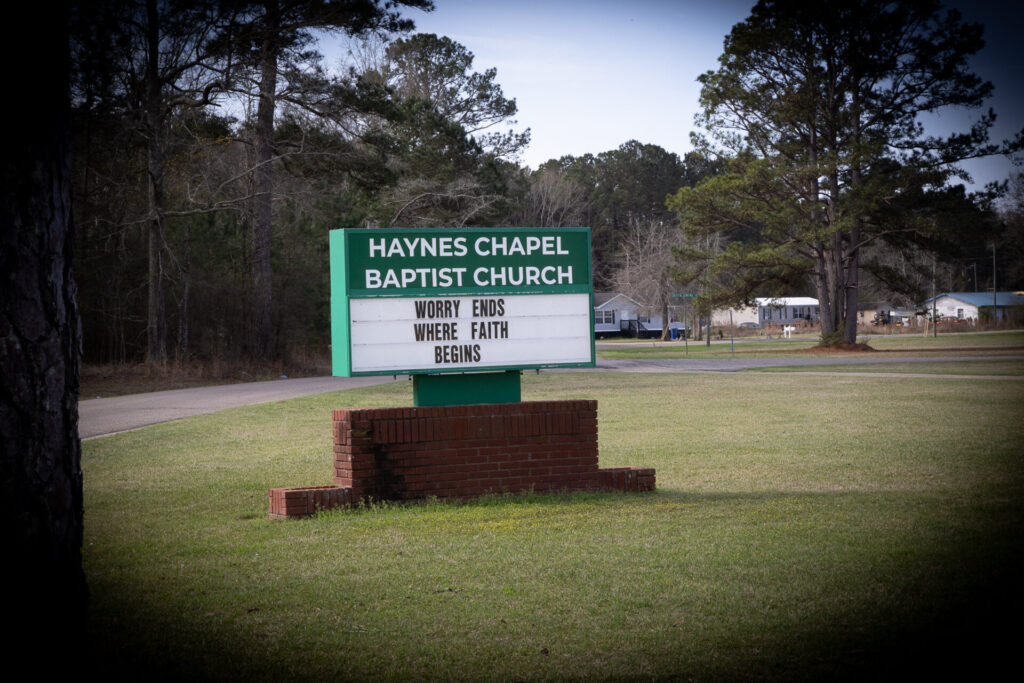 HAYNES CHAPEL
BAPTIST CHURCH
WORRY ENDS
WHERE FAITH
BEGINS